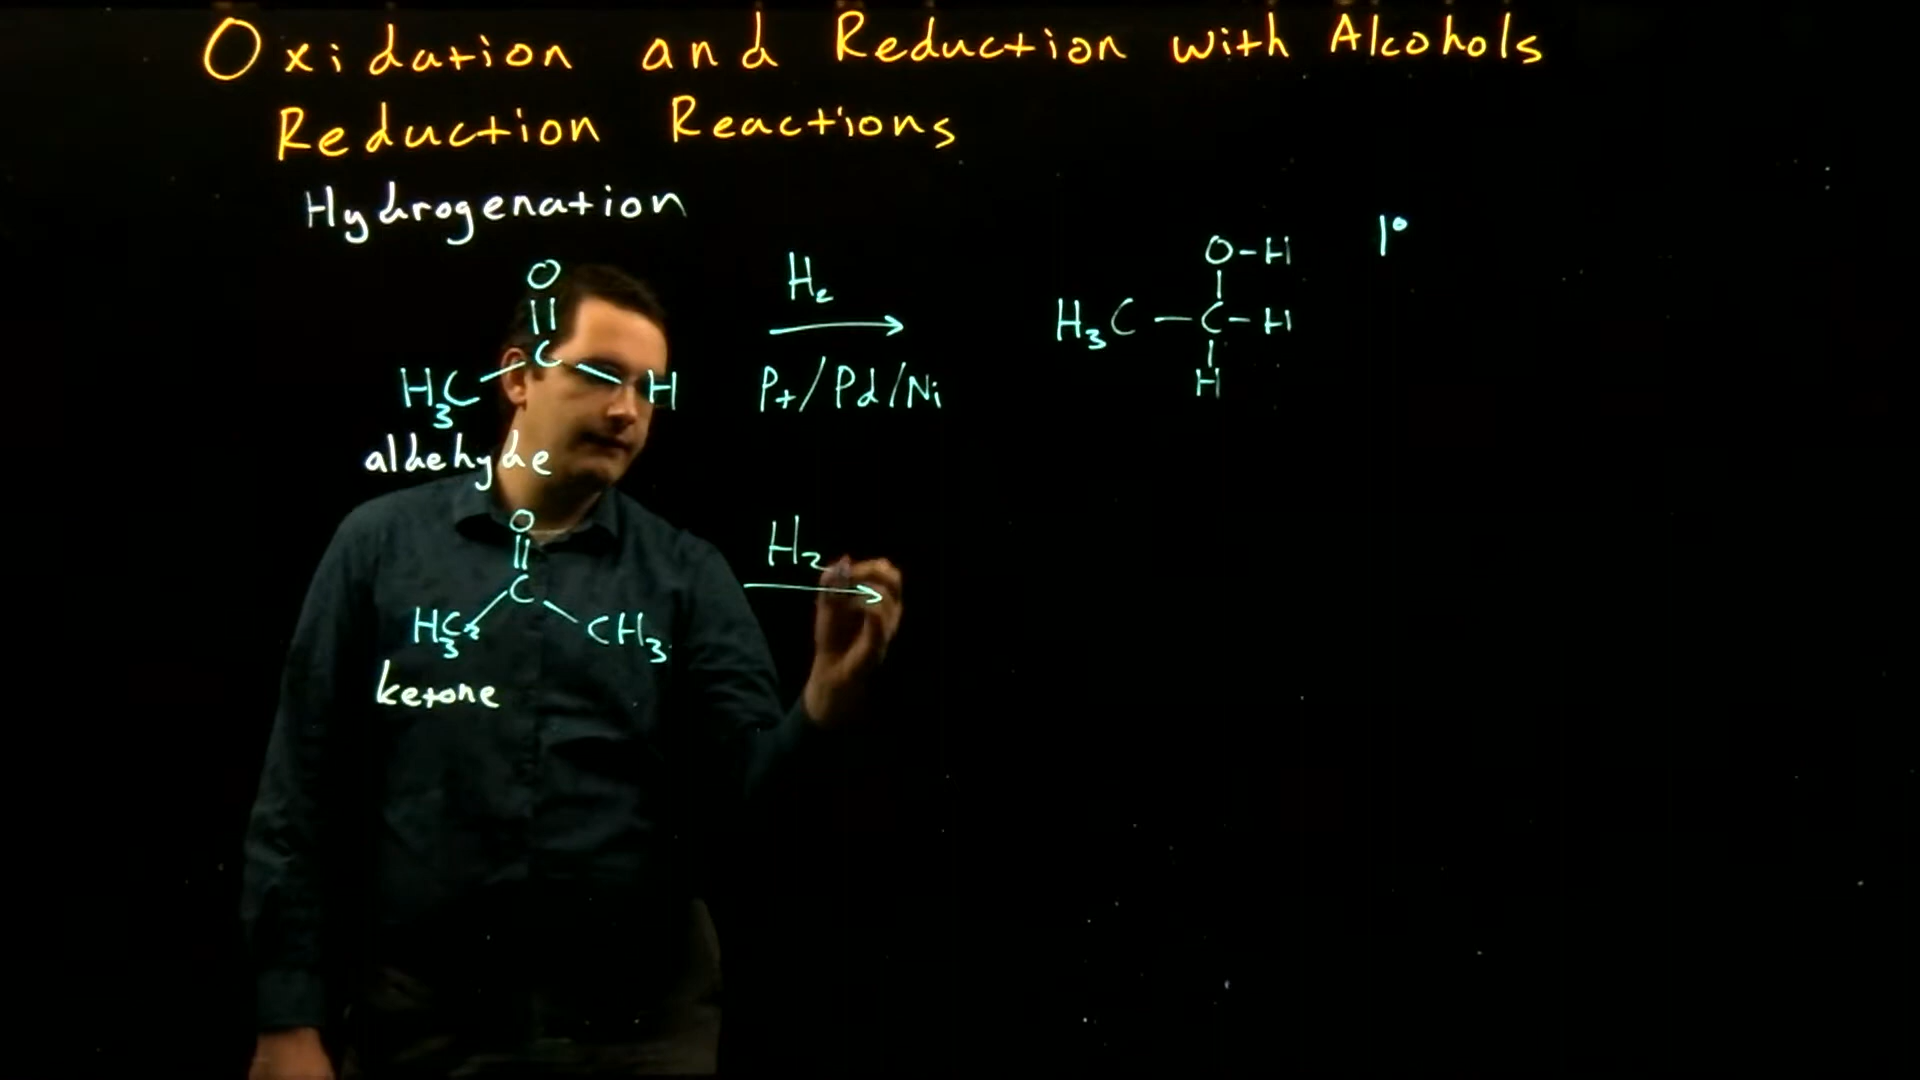 Oxidation and Reduction with Alcohols
Reduction Reactions
Hydrogenation
O
C
H3C H
aldehyde
H2
Pt/Pd/Ni
O-H
H3C - C - H
H
1°
O
C
H3C CH3
ketone
H2